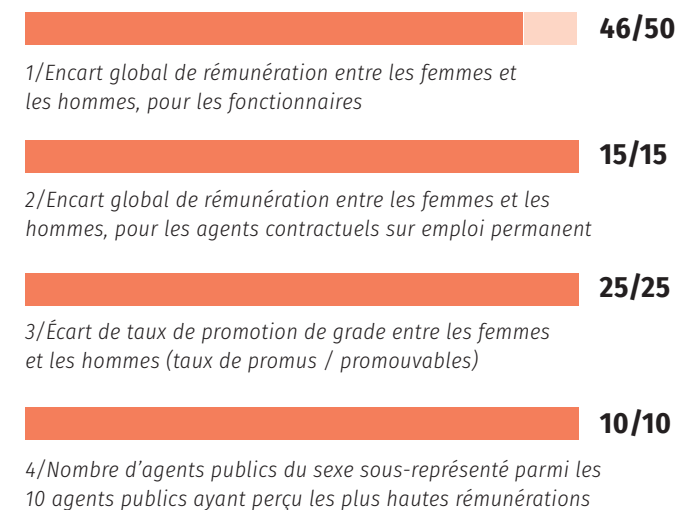 46/50
1/Encart global de rémunération entre les femmes et
les hommes, pour les fonctionnaires
15/15
2/Encart global de rémunération entre les femmes et les
hommes, pour les agents contractuels sur emploi permanent
25/25
3/Écart de taux de promotion de grade entre les femmes
et les hommes (taux de promus / promouvables)
10/10
4/Nombre d’agents publics du sexe sous-représenté parmi les
10 agents publics ayant perçu les plus hautes rémunérations